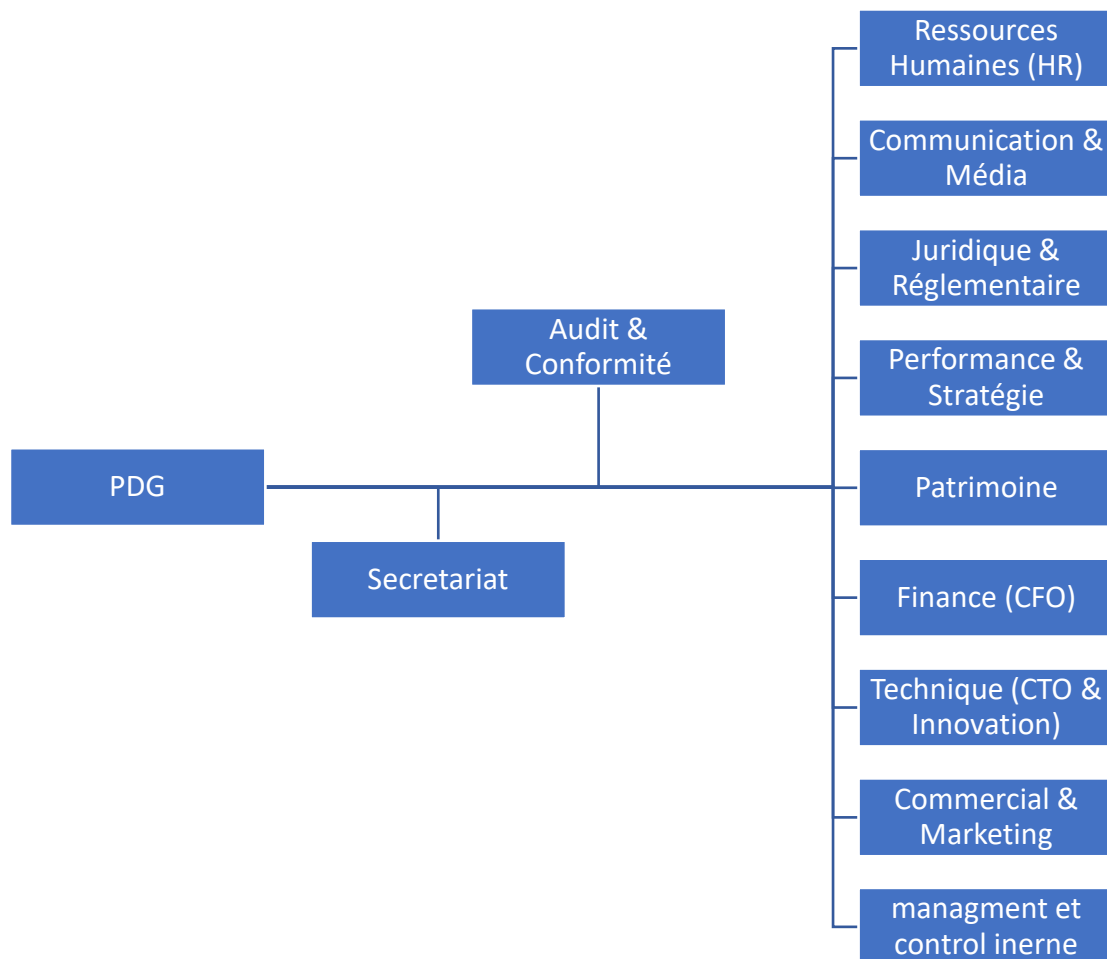 PDG
Secretariat
Audit &
Conformité
Ressources
Humaines (HR)
Communication &
Média
Juridique &
Réglementaire
Performance &
Stratégie
Patrimoine
Finance (CFO)
Technique (CTO &
Innovation)
Commercial &
Marketing
managment et
control inerne